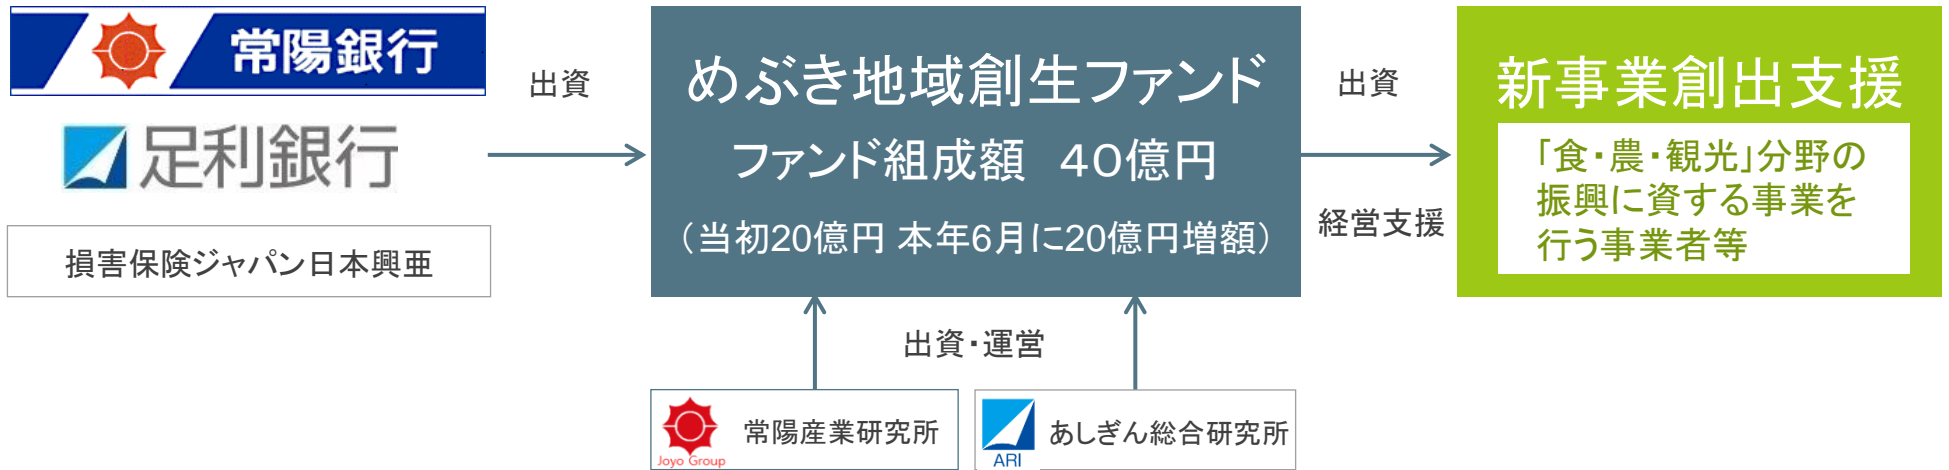 常陽銀行
足利銀行
損害保険ジャパン日本興亜
出資
めぶき地域創生ファンド
ファンド組成額 40億円
(当初20億円 本年6月に20億円増額)
出資
経営支援
新事業創出支援
「食・農・観光」分野の
振興に資する事業を
行う事業者等
出資・運営
Joyo Group
常陽産業研究所
ARI
あしぎん総合研究所